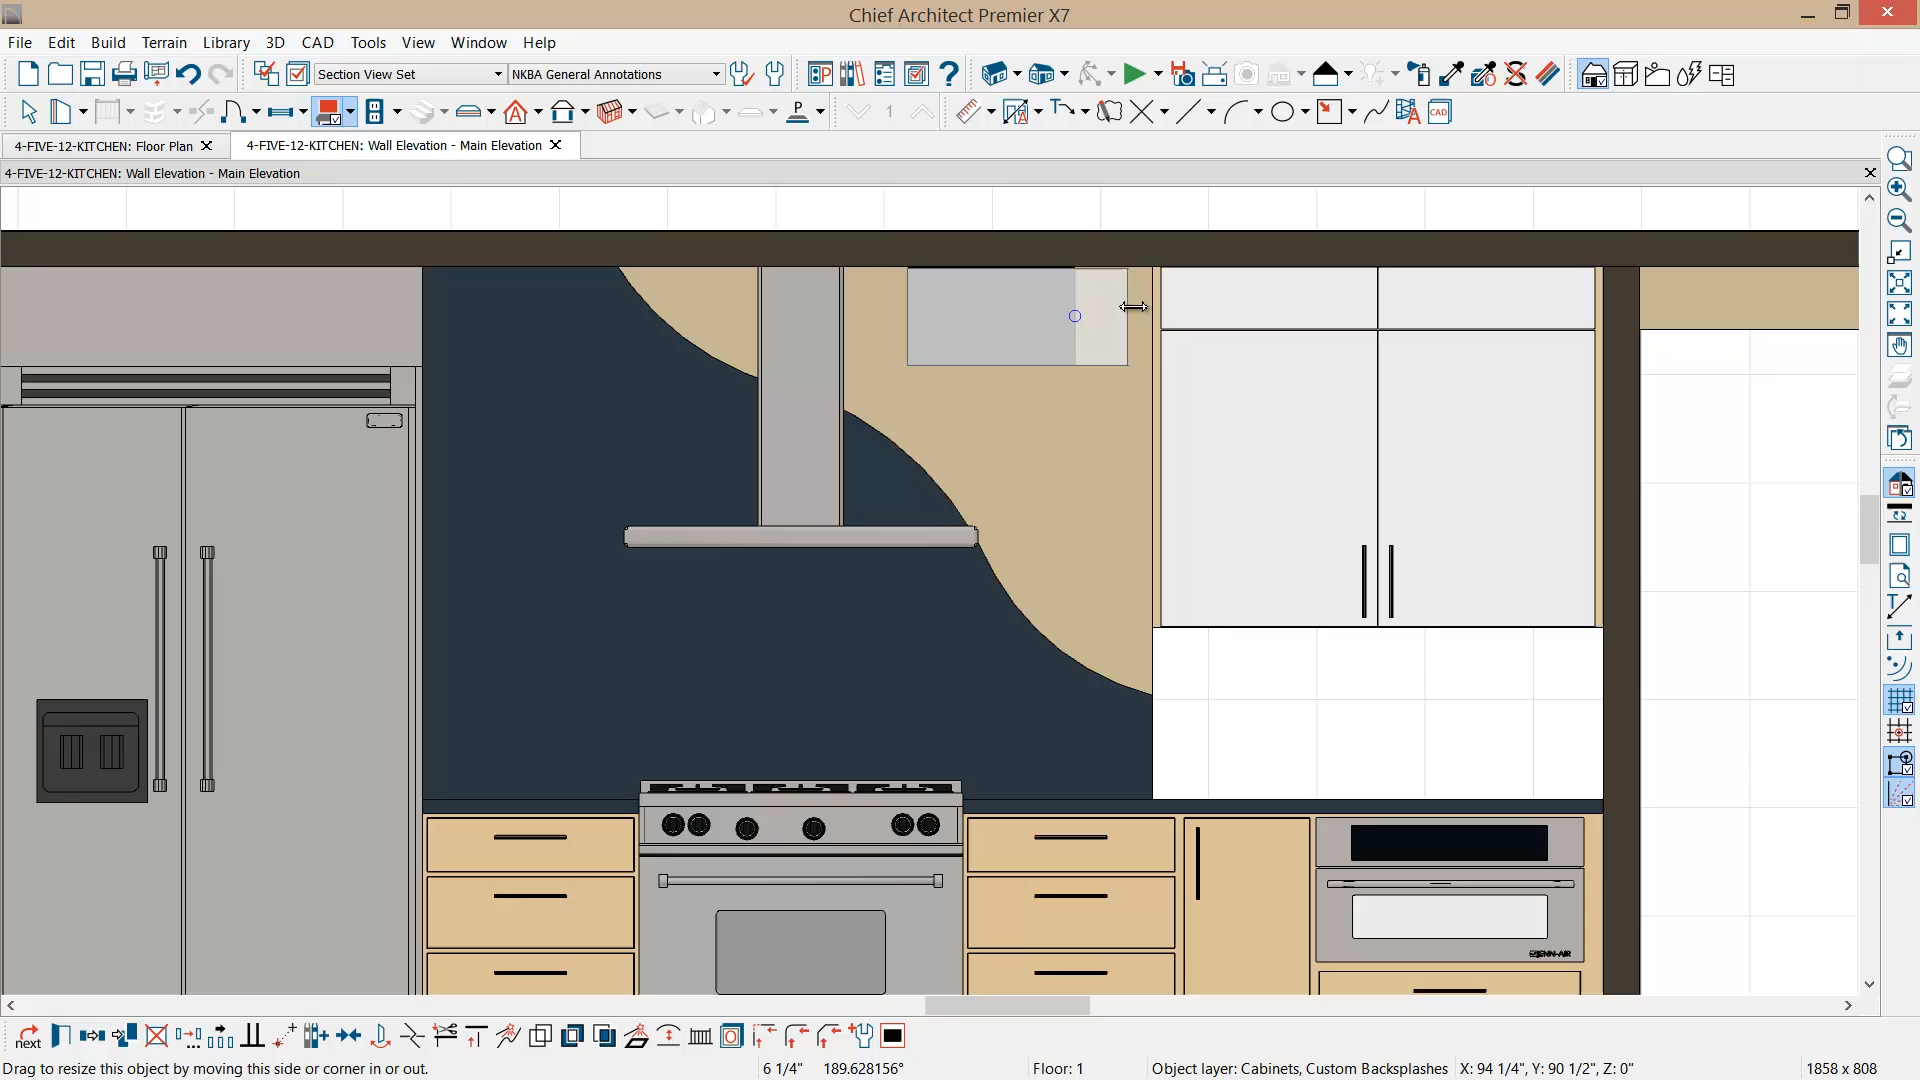 Chief Architect Premier X7
File Edit Build Terrain Library 3D CAD Tools View Window Help
Section View Set NKBA General Annotations
P 1 CAD
4-FIVE-12-KITCHEN: Floor Plan 4-FIVE-12-KITCHEN: Wall Elevation - Main Elevation
4-FIVE-12-KITCHEN: Wall Elevation - Main Elevation
JENN-AIR
next
Drag to resize this object by moving this side or corner in or out. 6 1/4" 189.628156° Floor: 1 Object layer: Cabinets, Custom Backsplashes X: 94 1/4", Y: 90 1/2", Z: 0" 1858 x 808